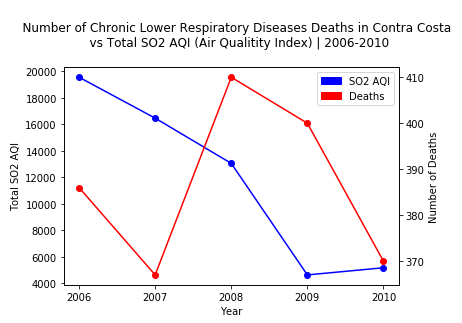 Number of Chronic Lower Respiratory Diseases Deaths in Contra Costa
vs Total SO2 AQI (Air Qualitity Index) | 2006-2010
SO2 AQI
Deaths
Total SO2 AQI
20000
18000
16000
14000
12000
10000
8000
6000
4000
410
400
390
380
370
Number of Deaths
2006 2007 2008 2009 2010
Year